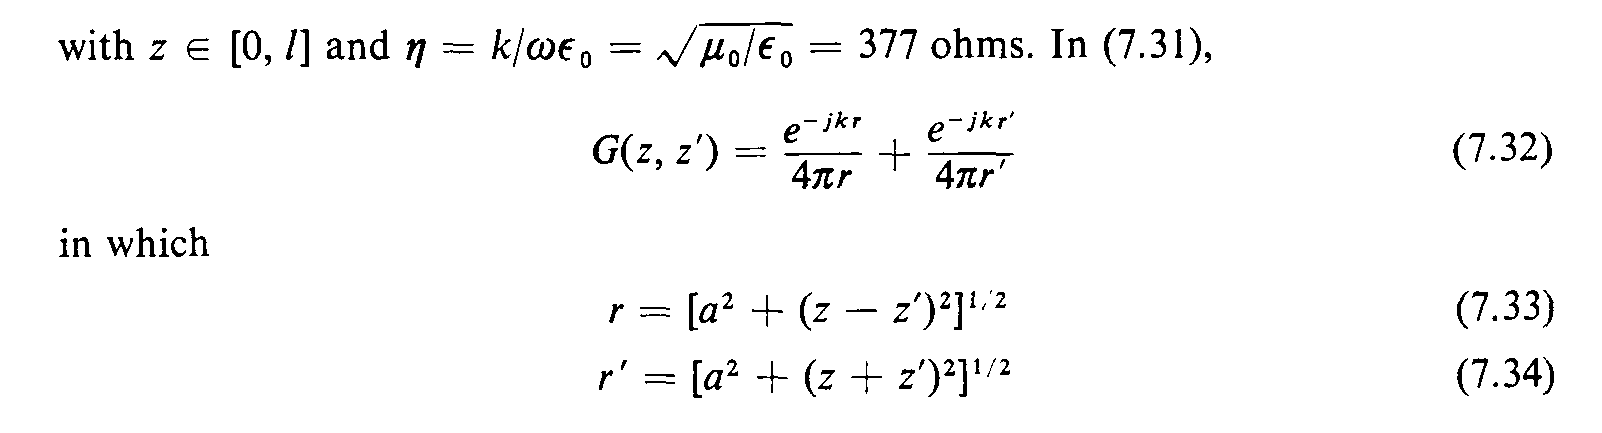 with z ∈ [0, l] and η = k/ωϵ₀ = √μ₀/ϵ₀ = 377 ohms. In (7.31),
G(z, z′) = e^{−jkr}/4πr + e^{−jkr′}/4πr′ (7.32)
in which
r = [a² + (z − z′)²]^{1/2} (7.33)
r′ = [a² + (z + z′)²]^{1/2} (7.34)